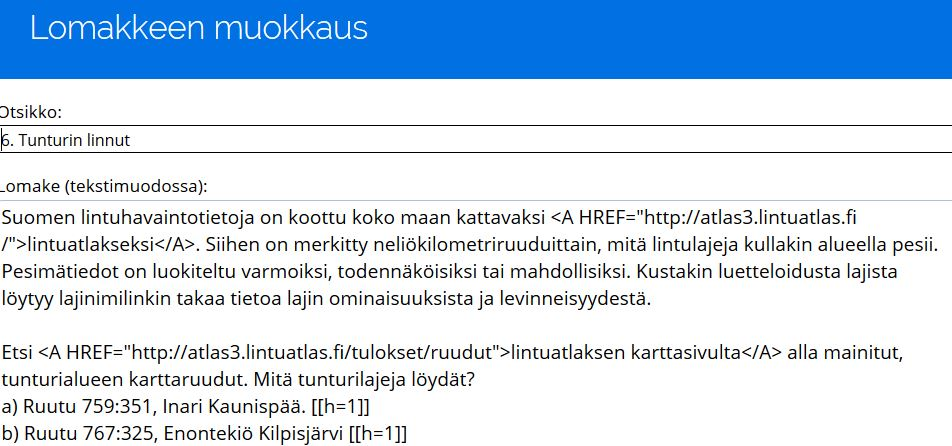 Lomakkeen muokkaus
Otsikko:
6. Tunturin linnut
Lomake (tekstimuodossa):
Suomen lintuhavaintotietoja on koottu koko maan kattavaksi <A HREF="http://atlas3.lintuatlas.fi
/">lintuatlakseksi</A>. Siihen on merkitty neliökilometriruuduittain, mitä lintulajeja kullakin alueella pesii.
Pesimätiedot on luokiteltu varmoiksi, todennäköisiksi tai mahdollisiksi. Kustakin luetteloidusta lajista
löytyy lajinimilinkin takaa tietoa lajin ominaisuuksista ja levinneisyydestä.
Etsi <A HREF="http://atlas3.lintuatlas.fi/tulokset/ruudut">lintuatlaksen karttasivulta</A> alla mainitut,
tunturialueen karttaruudut. Mitä tunturilajeja löydät?
a) Ruutu 759:351, Inari Kaunispää. [[h=1]]
b) Ruutu 767:325, Enontekiö Kilpisjärvi [[h=1]]